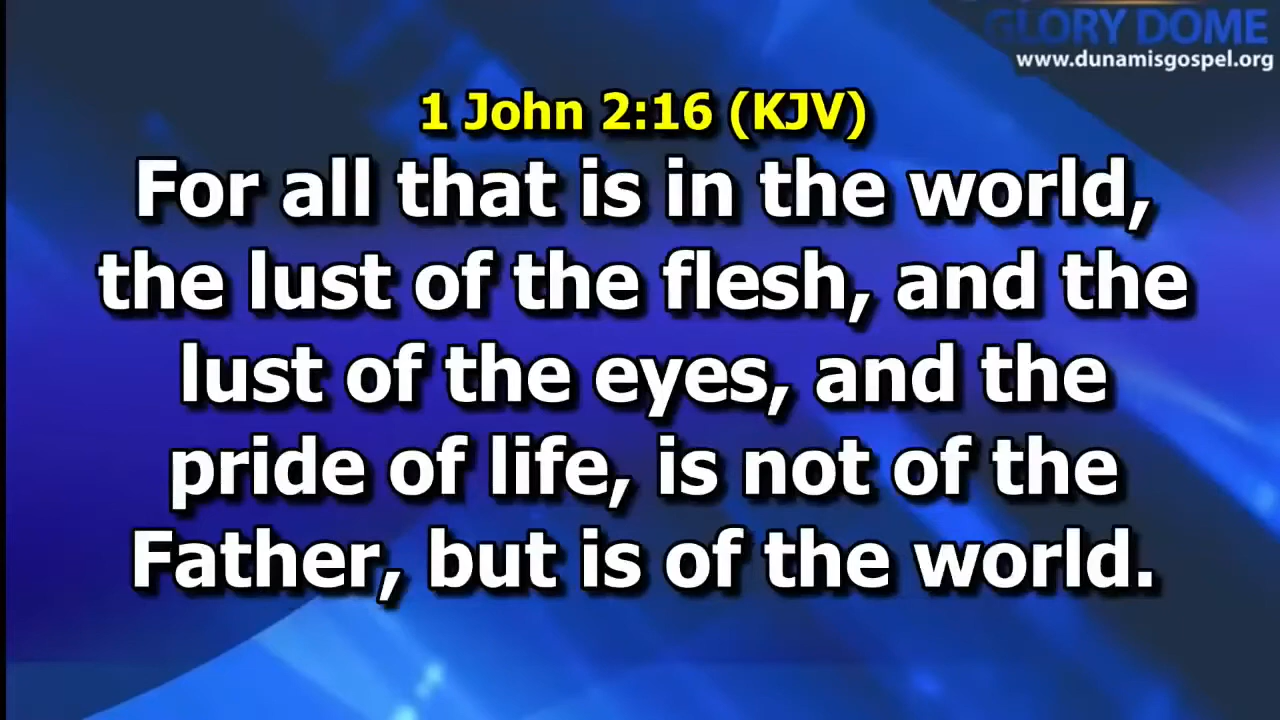 GLORY DOME
www.dunamisgospel.org
1 John 2:16 (KJV)
For all that is in the world,
the lust of the flesh, and the
lust of the eyes, and the
pride of life, is not of the
Father, but is of the world.